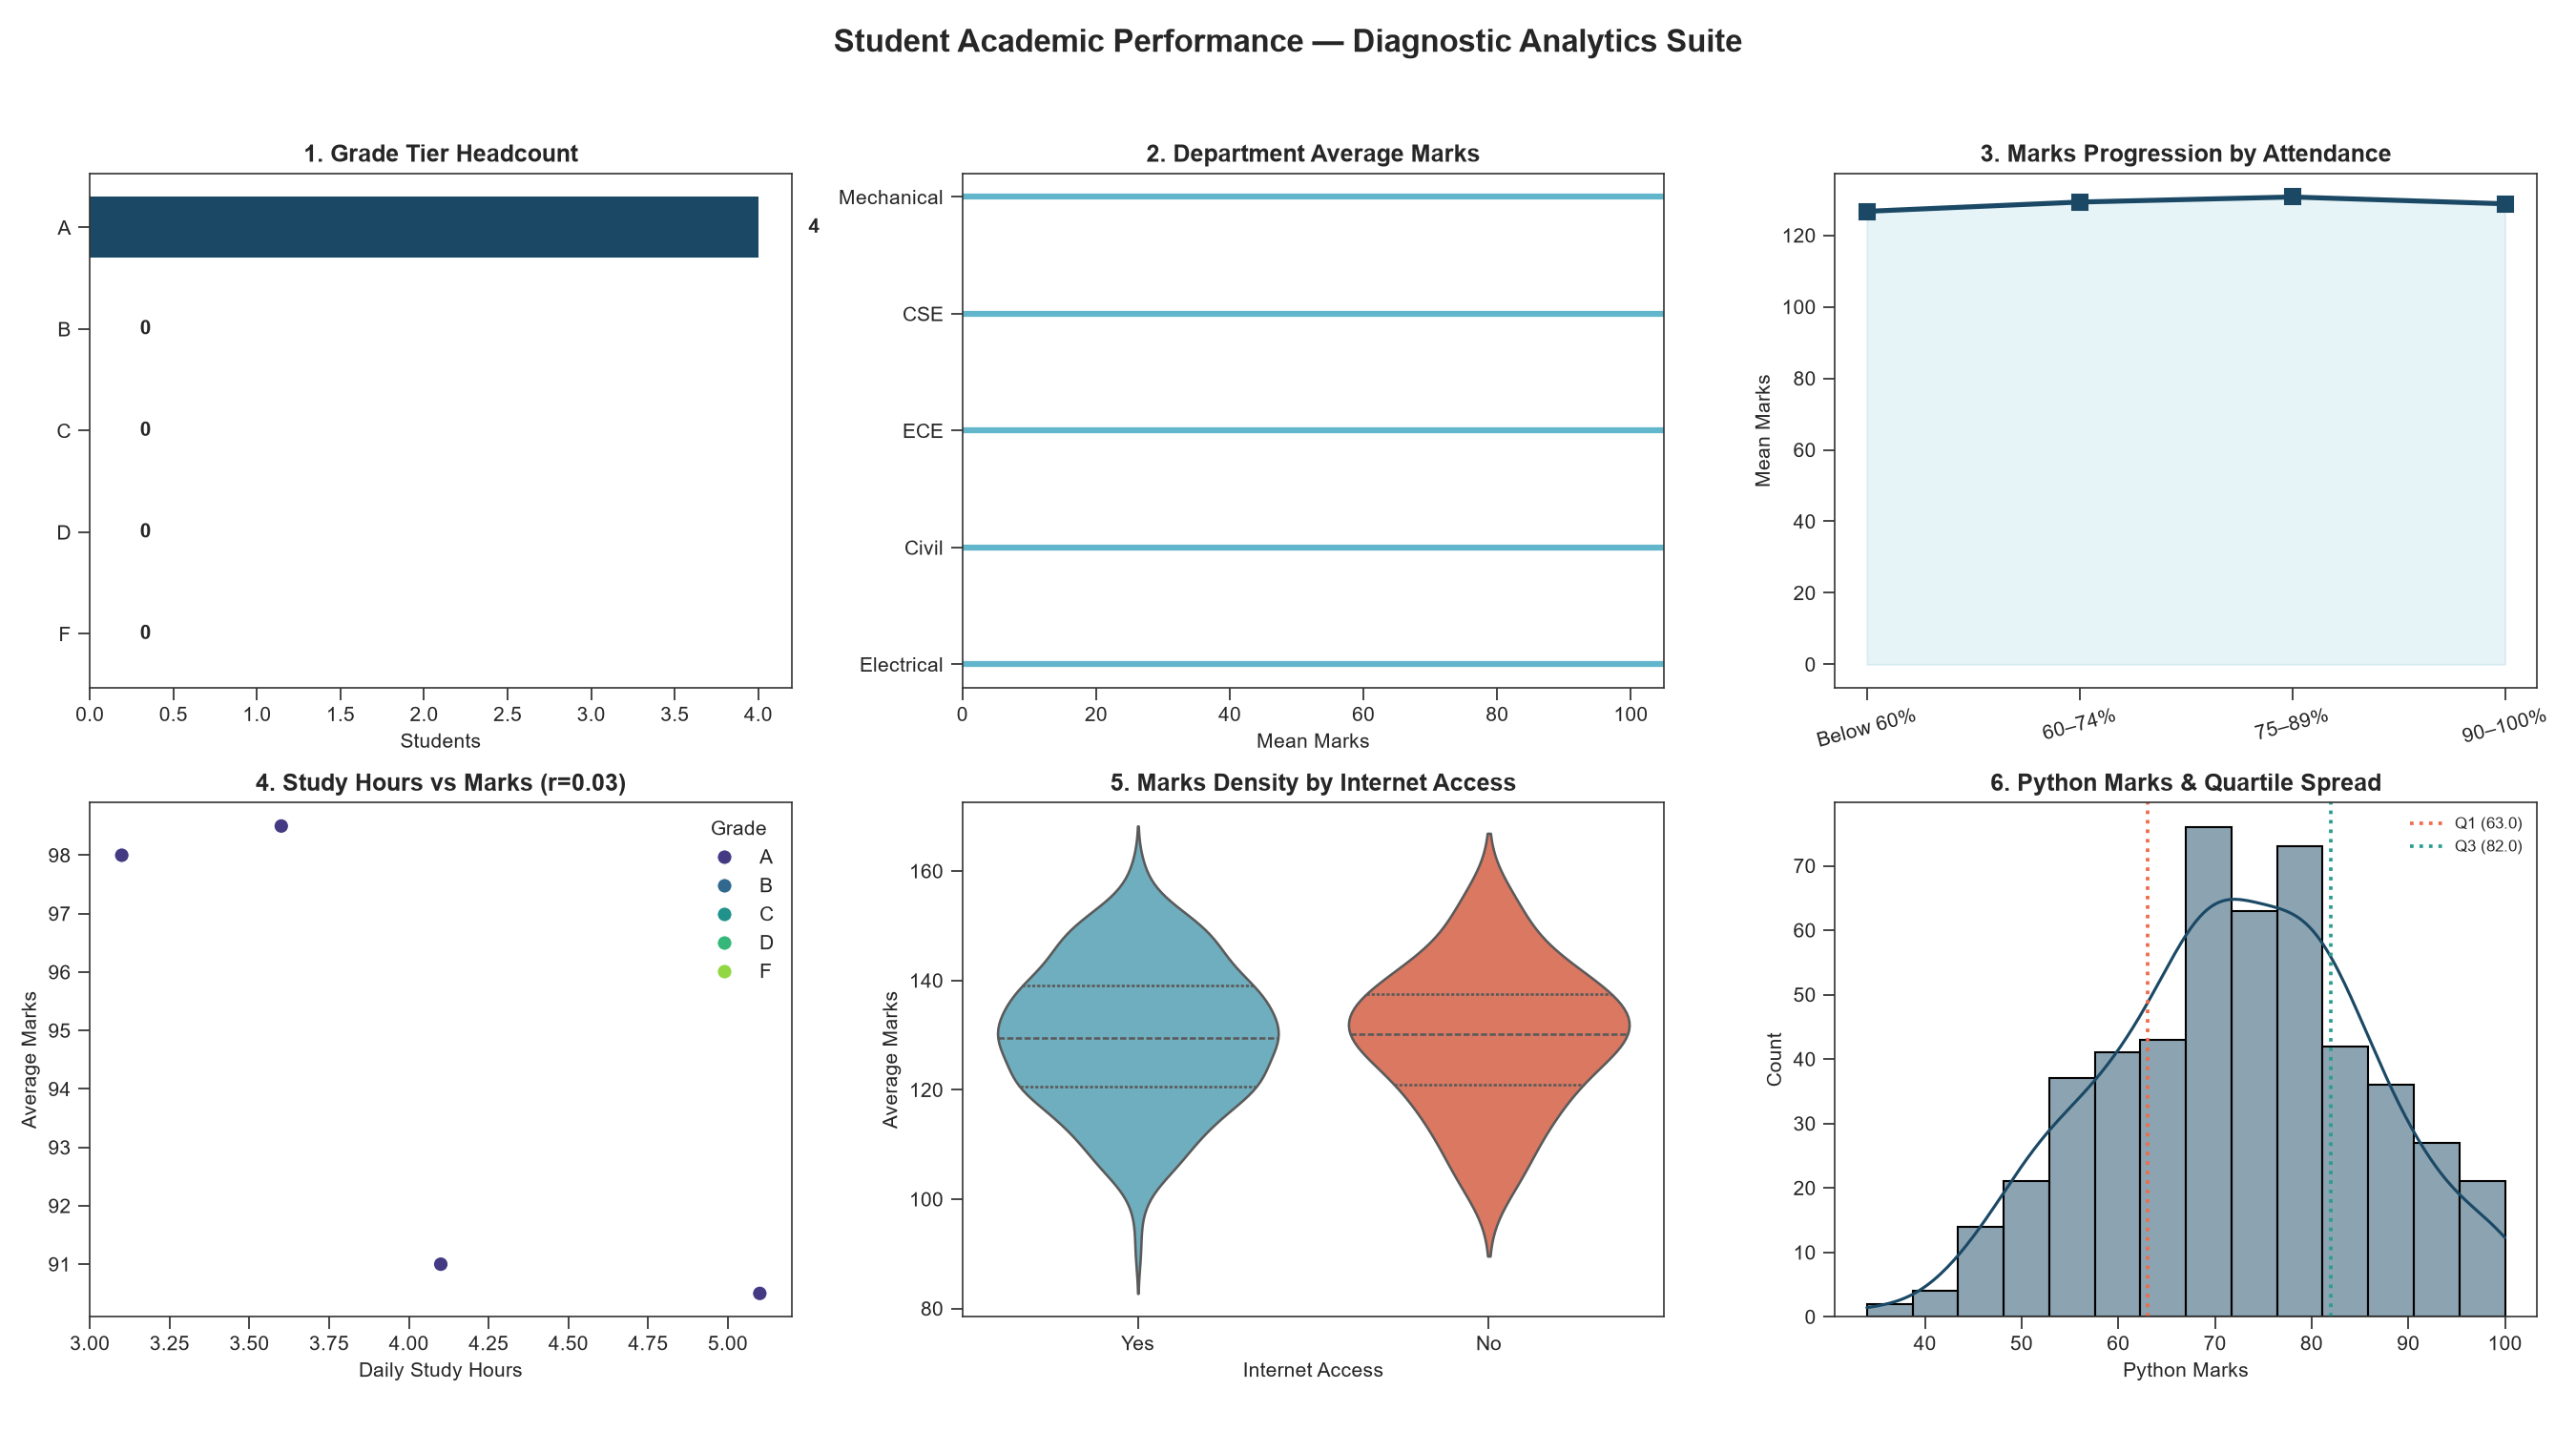 Student Academic Performance — Diagnostic Analytics Suite
1. Grade Tier Headcount
A
B
C
D
F
4
0
0
0
0
0.0 0.5 1.0 1.5 2.0 2.5 3.0 3.5 4.0
Students
2. Department Average Marks
Mechanical
CSE
ECE
Civil
Electrical
0 20 40 60 80 100
Mean Marks
3. Marks Progression by Attendance
Mean Marks
120
100
80
60
40
20
0
Below 60% 60–74% 75–89% 90–100%
4. Study Hours vs Marks (r=0.03)
Average Marks
98
97
96
95
94
93
92
91
Grade
A
B
C
D
F
3.00 3.25 3.50 3.75 4.00 4.25 4.50 4.75 5.00
Daily Study Hours
5. Marks Density by Internet Access
Average Marks
160
140
120
100
80
Yes No
Internet Access
6. Python Marks & Quartile Spread
Count
70
60
50
40
30
20
10
0
Q1 (63.0)
Q3 (82.0)
40 50 60 70 80 90 100
Python Marks